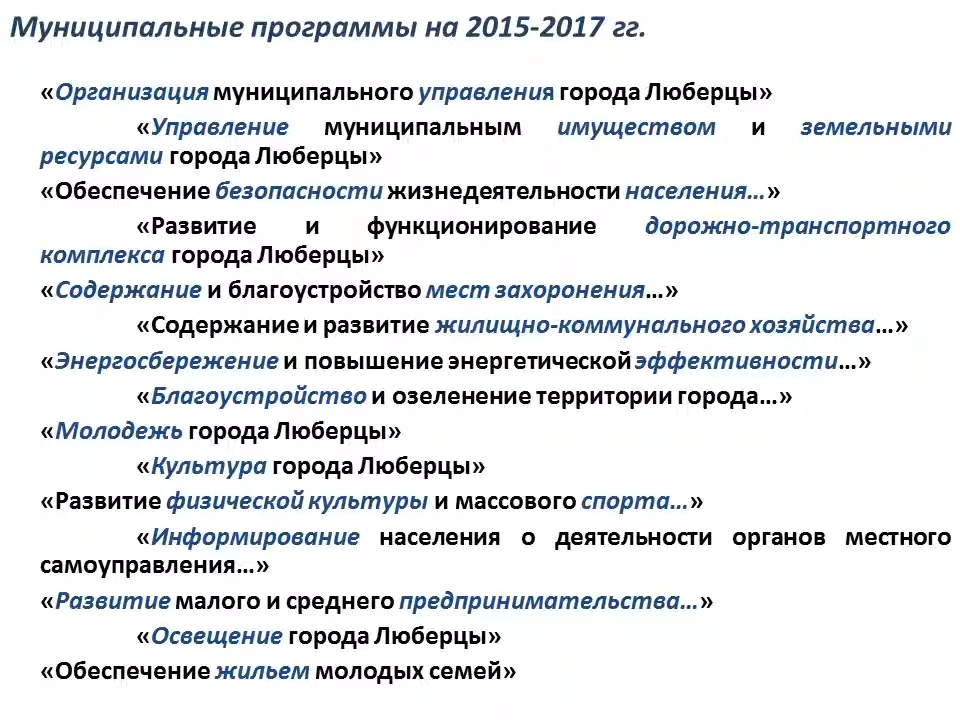 Муниципальные программы на 2015-2017 гг.
«Организация муниципального управления города Люберцы»
«Управление муниципальным имуществом и земельными
ресурсами города Люберцы»
«Обеспечение безопасности жизнедеятельности населения…»
«Развитие и функционирование дорожно-транспортного
комплекса города Люберцы»
«Содержание и благоустройство мест захоронения…»
«Содержание и развитие жилищно-коммунального хозяйства…»
«Энергосбережение и повышение энергетической эффективности…»
«Благоустройство и озеленение территории города…»
«Молодежь города Люберцы»
«Культура города Люберцы»
«Развитие физической культуры и массового спорта…»
«Информирование населения о деятельности органов местного
самоуправления…»
«Развитие малого и среднего предпринимательства…»
«Освещение города Люберцы»
«Обеспечение жильем молодых семей»